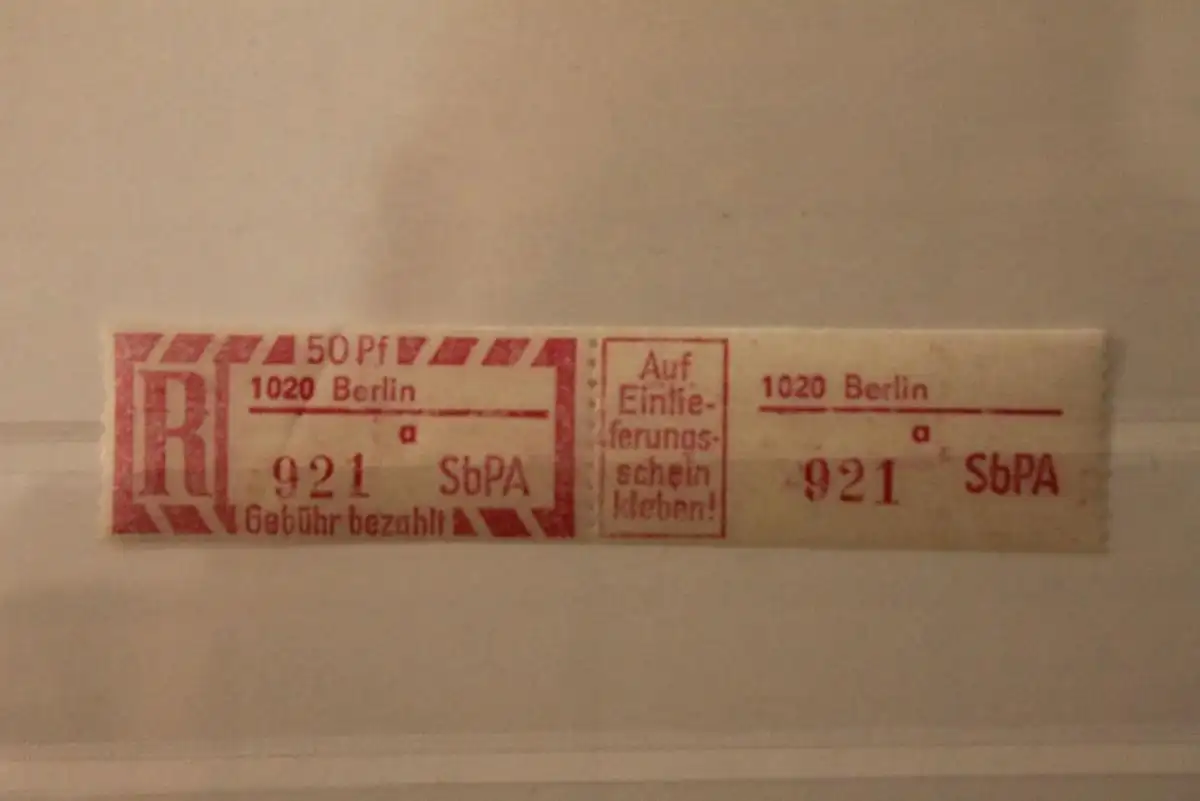 50 Pf
R
1020 Berlin
a
921 SbPA
Gebühr bezahlt
Auf
Einlie-
ferungs-
schein
kleben!
1020 Berlin
a
921 SbPA